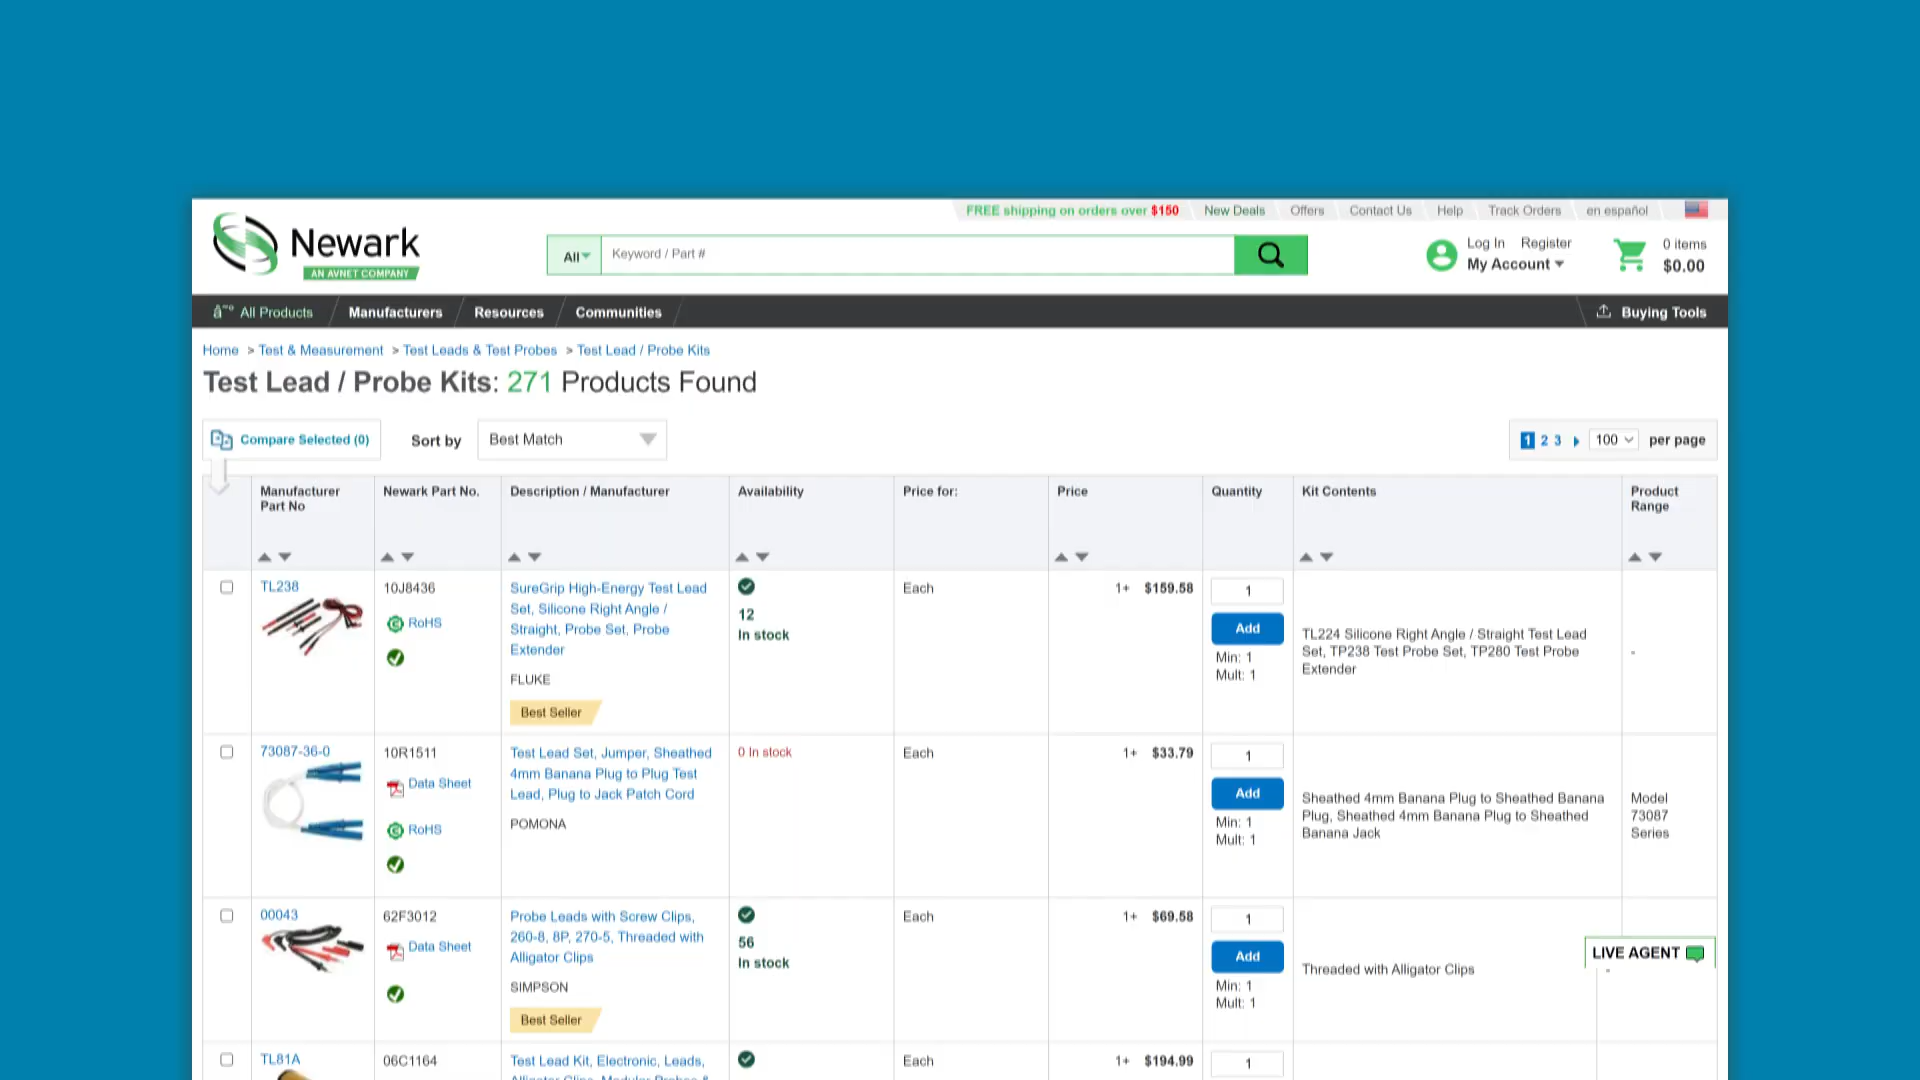 FREE shipping on orders over $150 New Deals Offers Contact Us Help Track Orders en español
Newark
AN AVNET COMPANY
All Keyword / Part #
Log In Register
My Account
0 items
$0.00
â˜° All Products Manufacturers Resources Communities Buying Tools
Home > Test & Measurement > Test Leads & Test Probes > Test Lead / Probe Kits
Test Lead / Probe Kits: 271 Products Found
Compare Selected (0) Sort by Best Match 1 2 3 100 per page
Manufacturer
Part No
Newark Part No.
Description / Manufacturer
Availability
Price for:
Price
Quantity
Kit Contents
Product
Range
TL238
10J8436
RoHS
SureGrip High-Energy Test Lead
Set, Silicone Right Angle /
Straight, Probe Set, Probe
Extender
FLUKE
Best Seller
12
In stock
Each
1+ $159.58
1
Add
Min: 1
Mult: 1
TL224 Silicone Right Angle / Straight Test Lead
Set, TP238 Test Probe Set, TP280 Test Probe
Extender
-
73087-36-0
10R1511
Data Sheet
RoHS
Test Lead Set, Jumper, Sheathed
4mm Banana Plug to Plug Test
Lead, Plug to Jack Patch Cord
POMONA
0 In stock
Each
1+ $33.79
1
Add
Min: 1
Mult: 1
Sheathed 4mm Banana Plug to Sheathed Banana
Plug, Sheathed 4mm Banana Plug to Sheathed
Banana Jack
Model
73087
Series
00043
62F3012
Data Sheet
Probe Leads with Screw Clips,
260-8, 8P, 270-5, Threaded with
Alligator Clips
SIMPSON
Best Seller
56
In stock
Each
1+ $69.58
1
Add
Min: 1
Mult: 1
Threaded with Alligator Clips
-
LIVE AGENT
TL81A
06C1164
Test Lead Kit, Electronic, Leads,
Alligator Clips, Modular Probes &
Each
1+ $194.99
1